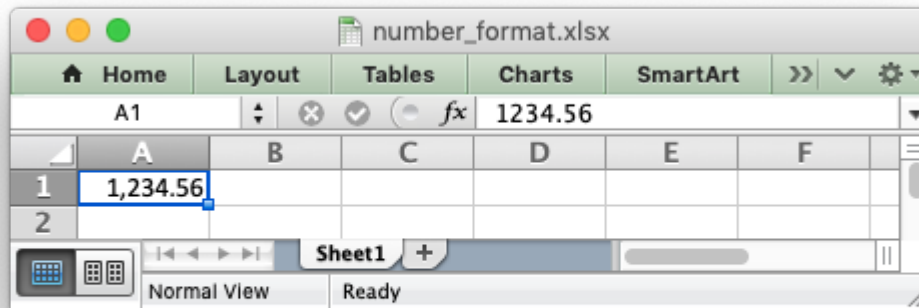 number_format.xlsx
Home Layout Tables Charts SmartArt
A1 fx 1234.56
A B C D E F
1 1,234.56
2
Sheet1
Normal View Ready